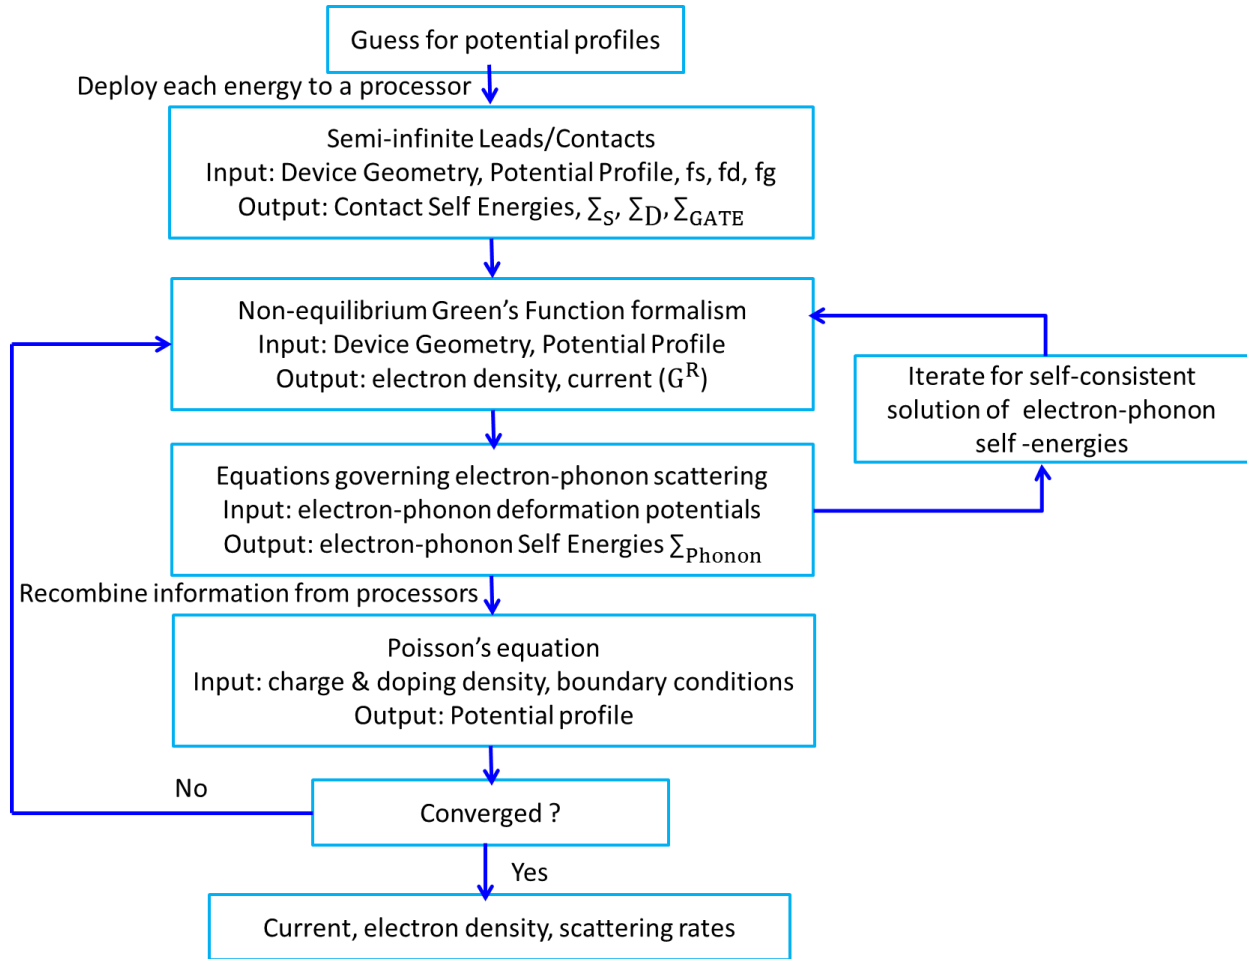 Guess for potential profiles
Deploy each energy to a processor
Semi-infinite Leads/Contacts
Input: Device Geometry, Potential Profile, fs, fd, fg
Output: Contact Self Energies, ∑S, ∑D, ∑GATE
Non-equilibrium Green's Function formalism
Input: Device Geometry, Potential Profile
Output: electron density, current (G^R)
Iterate for self-consistent
solution of electron-phonon
self -energies
Equations governing electron-phonon scattering
Input: electron-phonon deformation potentials
Output: electron-phonon Self Energies ∑Phonon
Recombine information from processors
Poisson's equation
Input: charge & doping density, boundary conditions
Output: Potential profile
No
Converged ?
Yes
Current, electron density, scattering rates